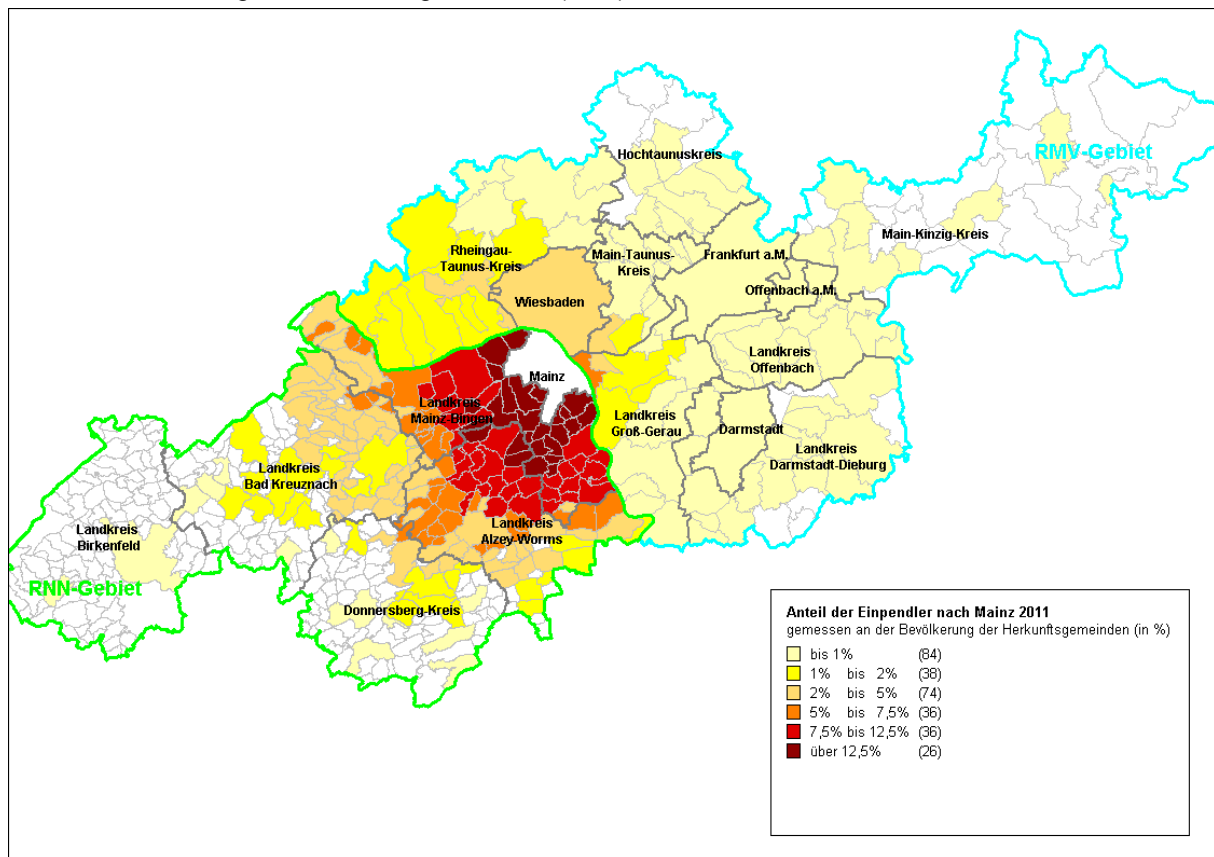 Hochtaunuskreis
RMV-Gebiet
Main-Kinzig-Kreis
Rheingau-
Taunus-Kreis
Main-Taunus-
Kreis
Frankfurt a.M.
Offenbach a.M.
Wiesbaden
Landkreis
Offenbach
Mainz
Landkreis
Mainz-Bingen
Landkreis
Groß-Gerau
Darmstadt
Landkreis
Darmstadt-Dieburg
Landkreis
Bad Kreuznach
Landkreis
Birkenfeld
Landkreis
Alzey-Worms
RNN-Gebiet
Donnersberg-Kreis
Anteil der Einpendler nach Mainz 2011
gemessen an der Bevölkerung der Herkunftsgemeinden (in %)
bis 1% (84)
1% bis 2% (38)
2% bis 5% (74)
5% bis 7,5% (36)
7,5% bis 12,5% (36)
über 12,5% (26)